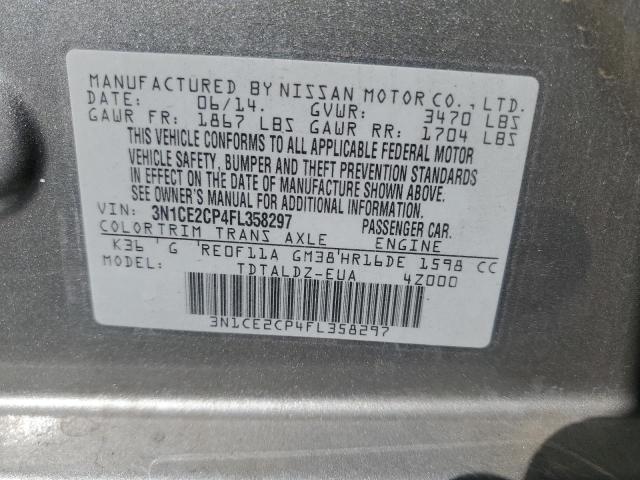 MANUFACTURED BY NISSAN MOTOR CO., LTD.
DATE: 06/14. GVWR: 3470 LBS
GAWR FR: 1867 LBS GAWR RR: 1704 LBS
THIS VEHICLE CONFORMS TO ALL APPLICABLE FEDERAL MOTOR
VEHICLE SAFETY, BUMPER AND THEFT PREVENTION STANDARDS
IN EFFECT ON THE DATE OF MANUFACTURE SHOWN ABOVE.
SEE OWNER'S MANUAL FOR ADDITIONAL INFORMATION.
VIN: 3N1CE2CP4FL358297 PASSENGER CAR.
COLOR TRIM TRANS AXLE ENGINE
K36 G RE0F11A GM38 HR16DE 1598 CC
MODEL: TDTALDZ-EUA 4Z000
3N1CE2CP4FL358297